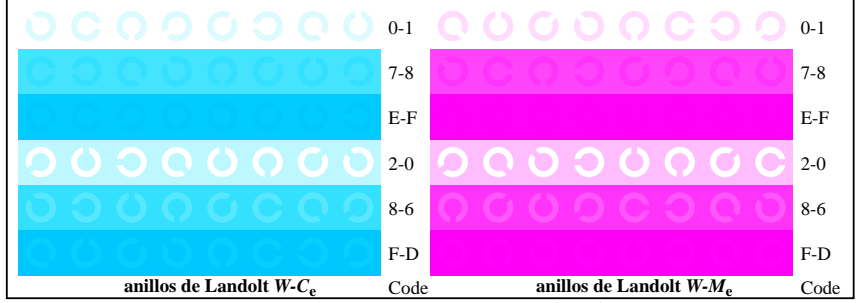 0-1
7-8
E-F
2-0
8-6
F-D
anillos de Landolt W-Ce Code anillos de Landolt W-Me Code
0-1
7-8
E-F
2-0
8-6
F-D